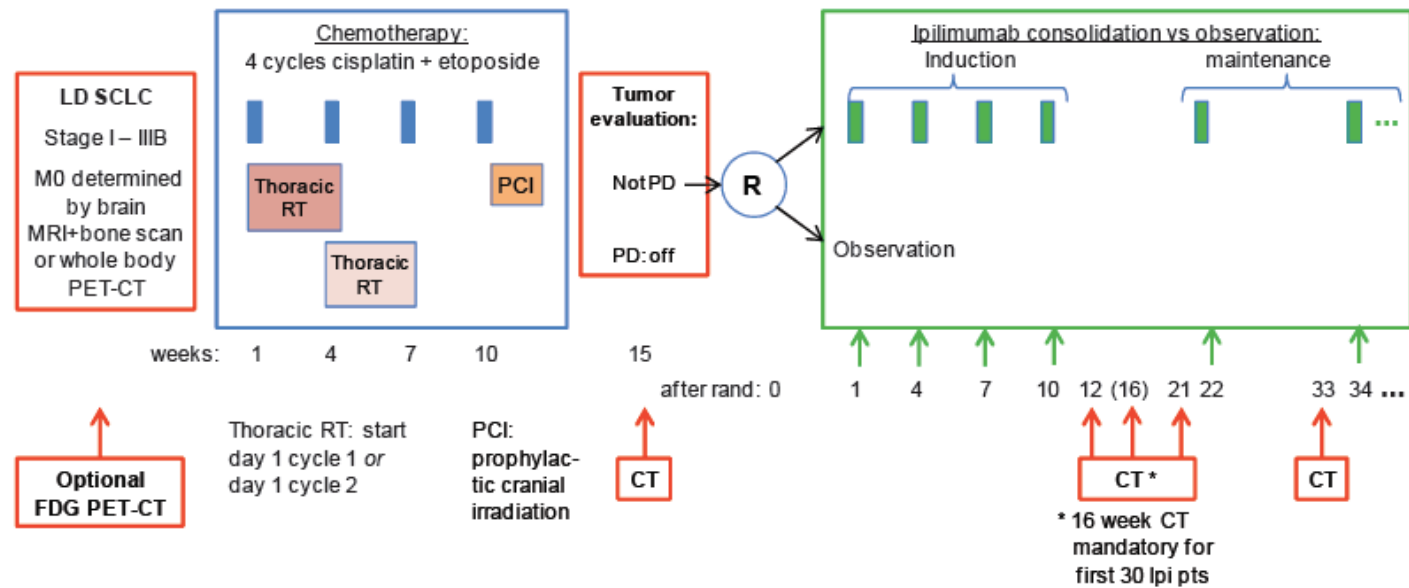 LD SCLC
Stage I – IIIB
M0 determined
by brain
MRI+bone scan
or whole body
PET-CT
Chemotherapy:
4 cycles cisplatin + etoposide
Thoracic
RT
PCI
Thoracic
RT
Tumor
evaluation:
Not PD
PD: off
R
Ipilimumab consolidation vs observation:
Induction
maintenance
...
Observation
weeks: 1 4 7 10 15
after rand: 0 1 4 7 10 12 (16) 21 22 33 34 ...
Optional
FDG PET-CT
Thoracic RT: start
day 1 cycle 1 or
day 1 cycle 2
PCI:
prophylac-
tic cranial
irradiation
CT
CT *
* 16 week CT
mandatory for
first 30 Ipi pts
CT